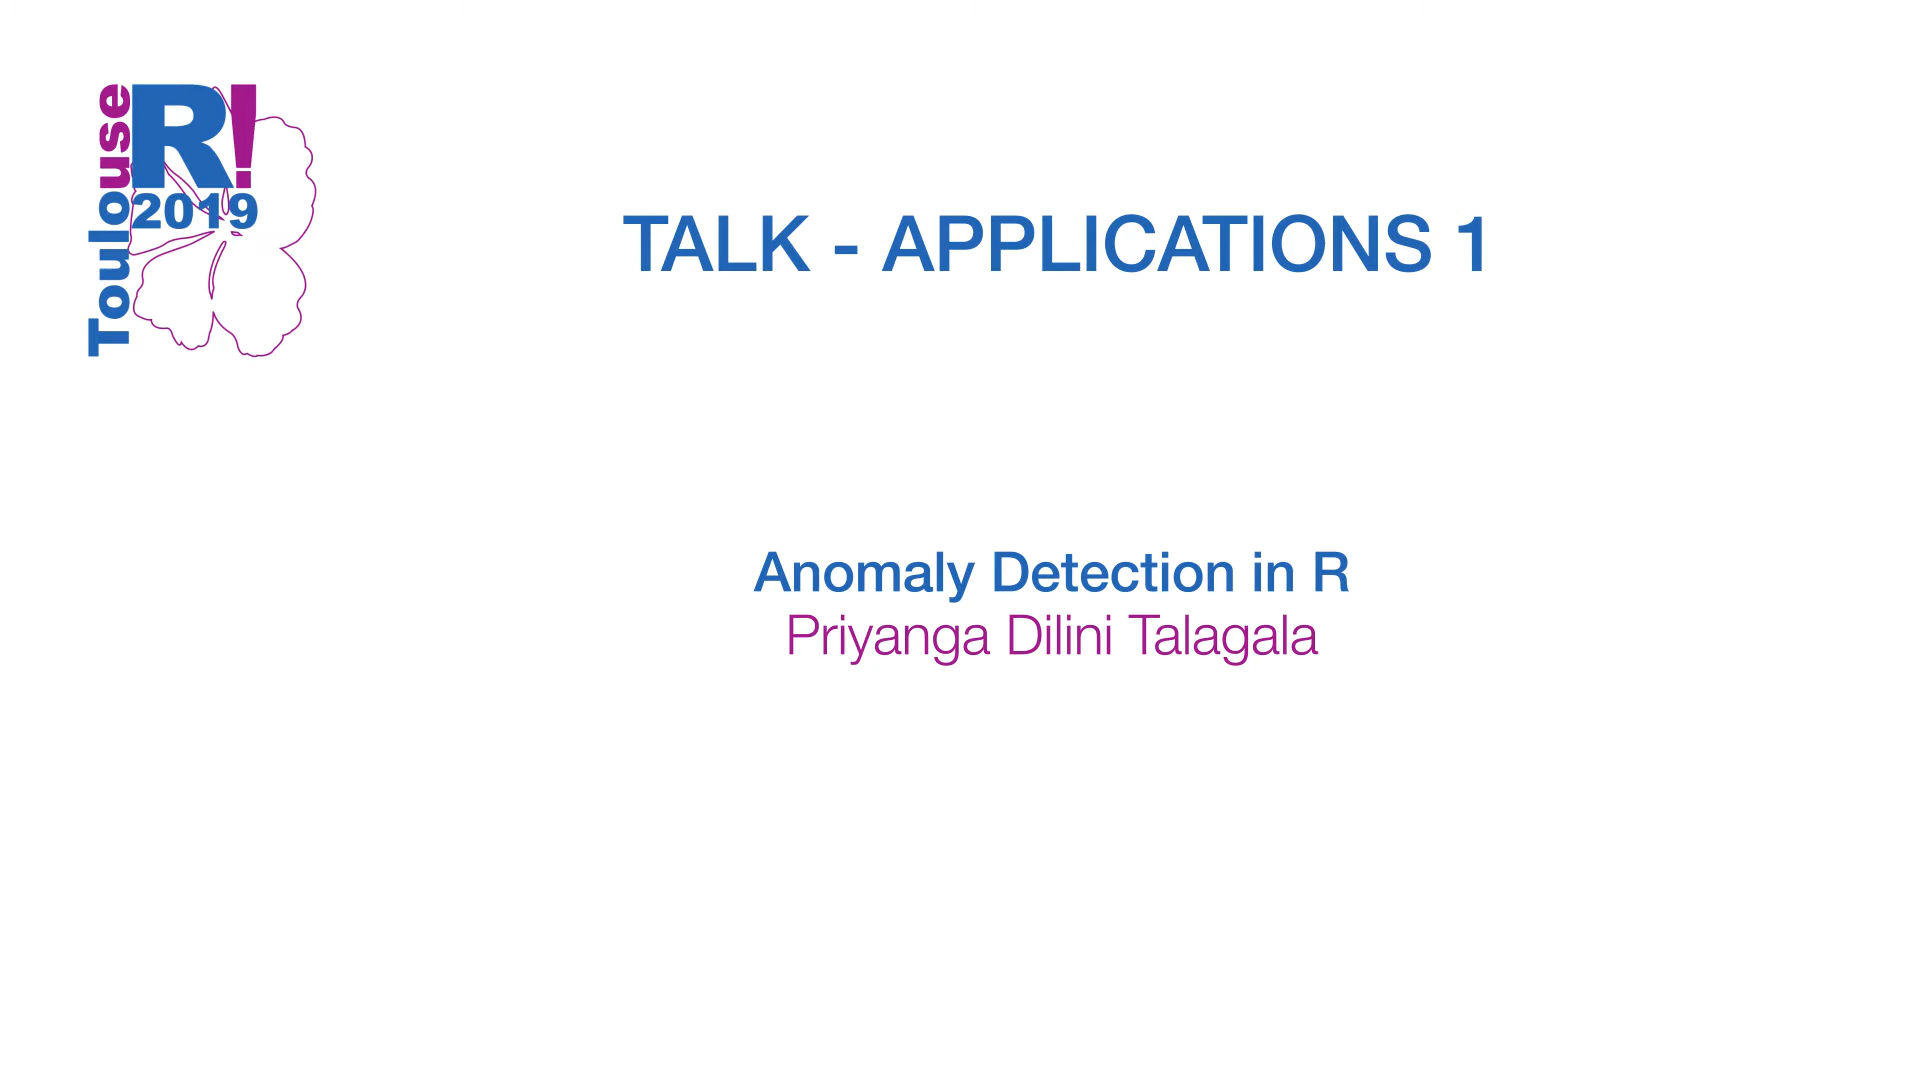 Toulouse
R!
2019
TALK - APPLICATIONS 1
Anomaly Detection in R
Priyanga Dilini Talagala